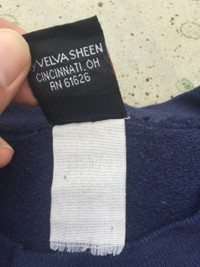 VELVA SHEEN
CINCINNATI, OH
RN 61626